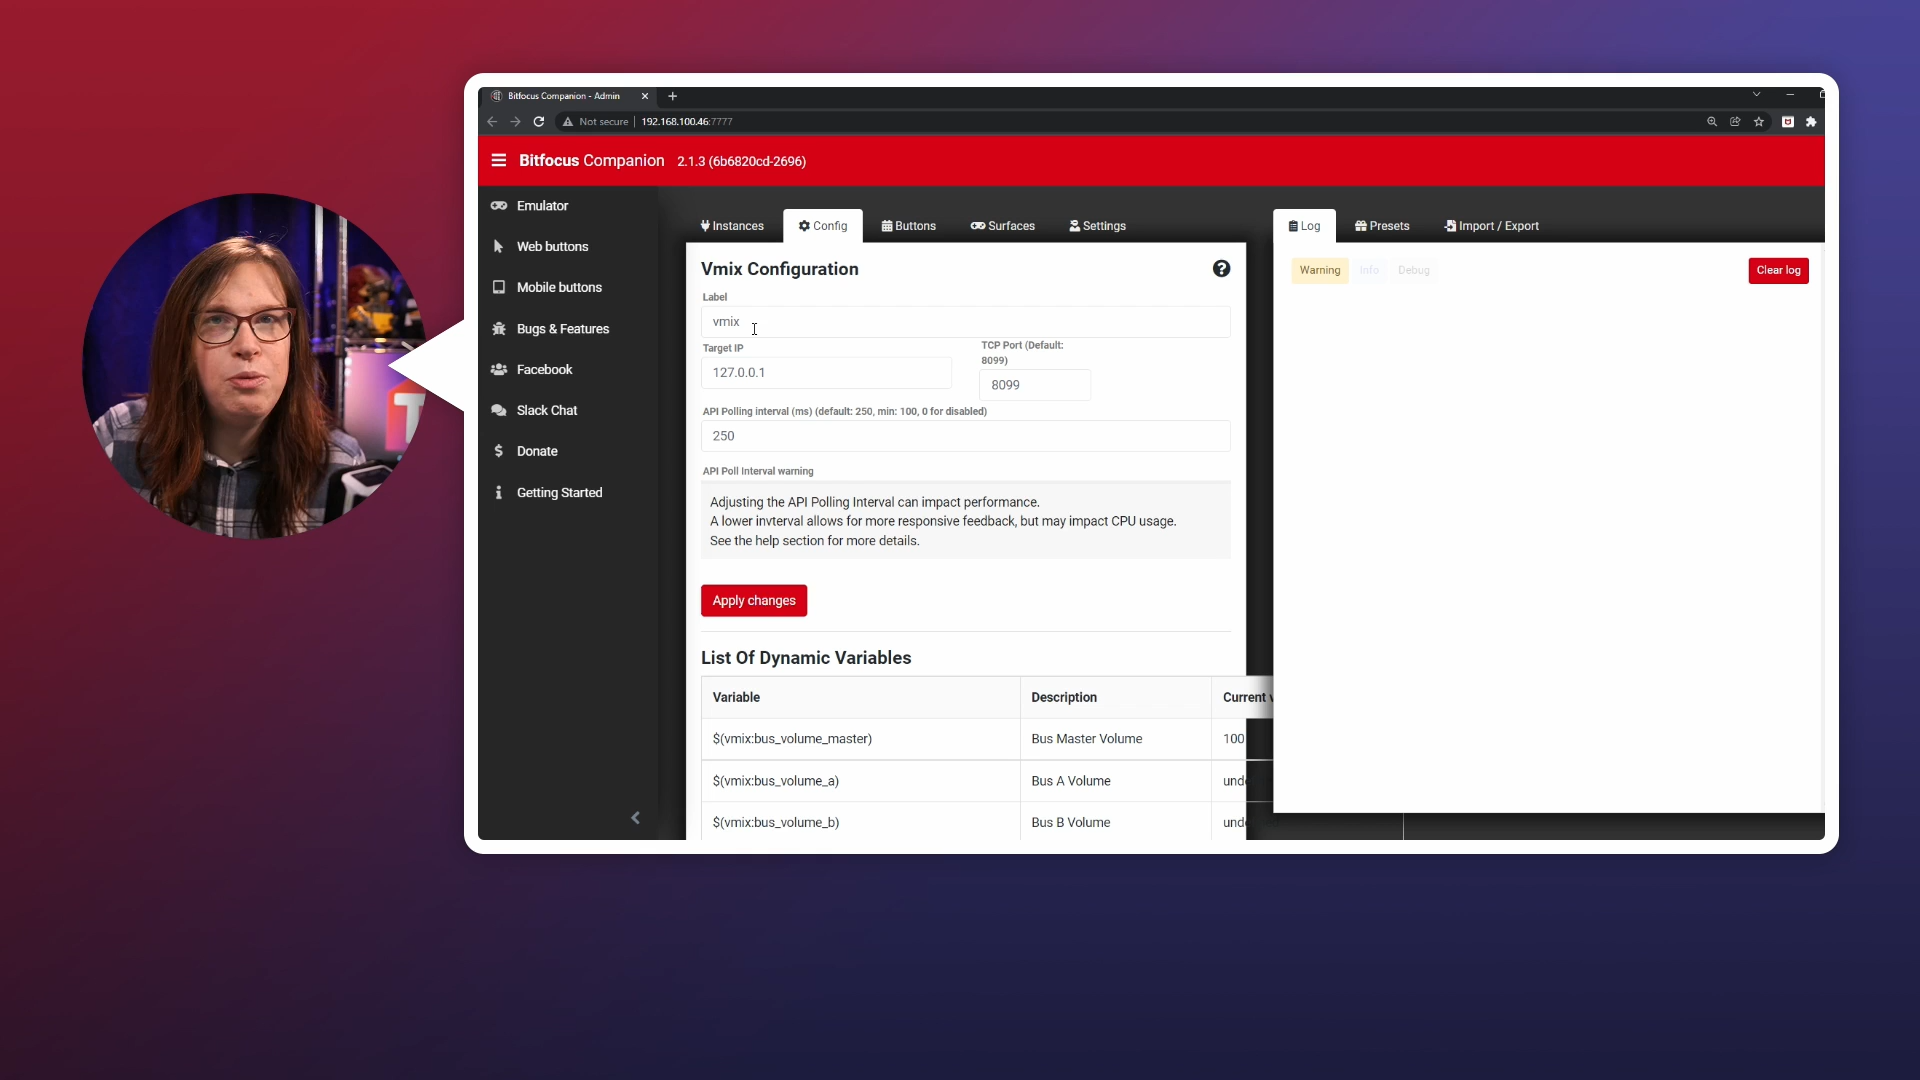 Bitfocus Companion - Admin
Not secure
192.168.100.46:7777
Bitfocus Companion 2.1.3 (6b6820cd-2696)
Emulator
Web buttons
Mobile buttons
Bugs & Features
Facebook
Slack Chat
Donate
Getting Started
Instances
Config
Buttons
Surfaces
Settings
Vmix Configuration
Label
vmix
Target IP
127.0.0.1
TCP Port (Default:
8099)
8099
API Polling interval (ms) (default: 250, min: 100, 0 for disabled)
250
API Poll Interval warning
Adjusting the API Polling Interval can impact performance.
A lower invterval allows for more responsive feedback, but may impact CPU usage.
See the help section for more details.
Apply changes
List Of Dynamic Variables
Variable Description Current v
$(vmix:bus_volume_master) Bus Master Volume 100
$(vmix:bus_volume_a) Bus A Volume und
$(vmix:bus_volume_b) Bus B Volume und
Log
Presets
Import / Export
Warning
Info
Debug
Clear log